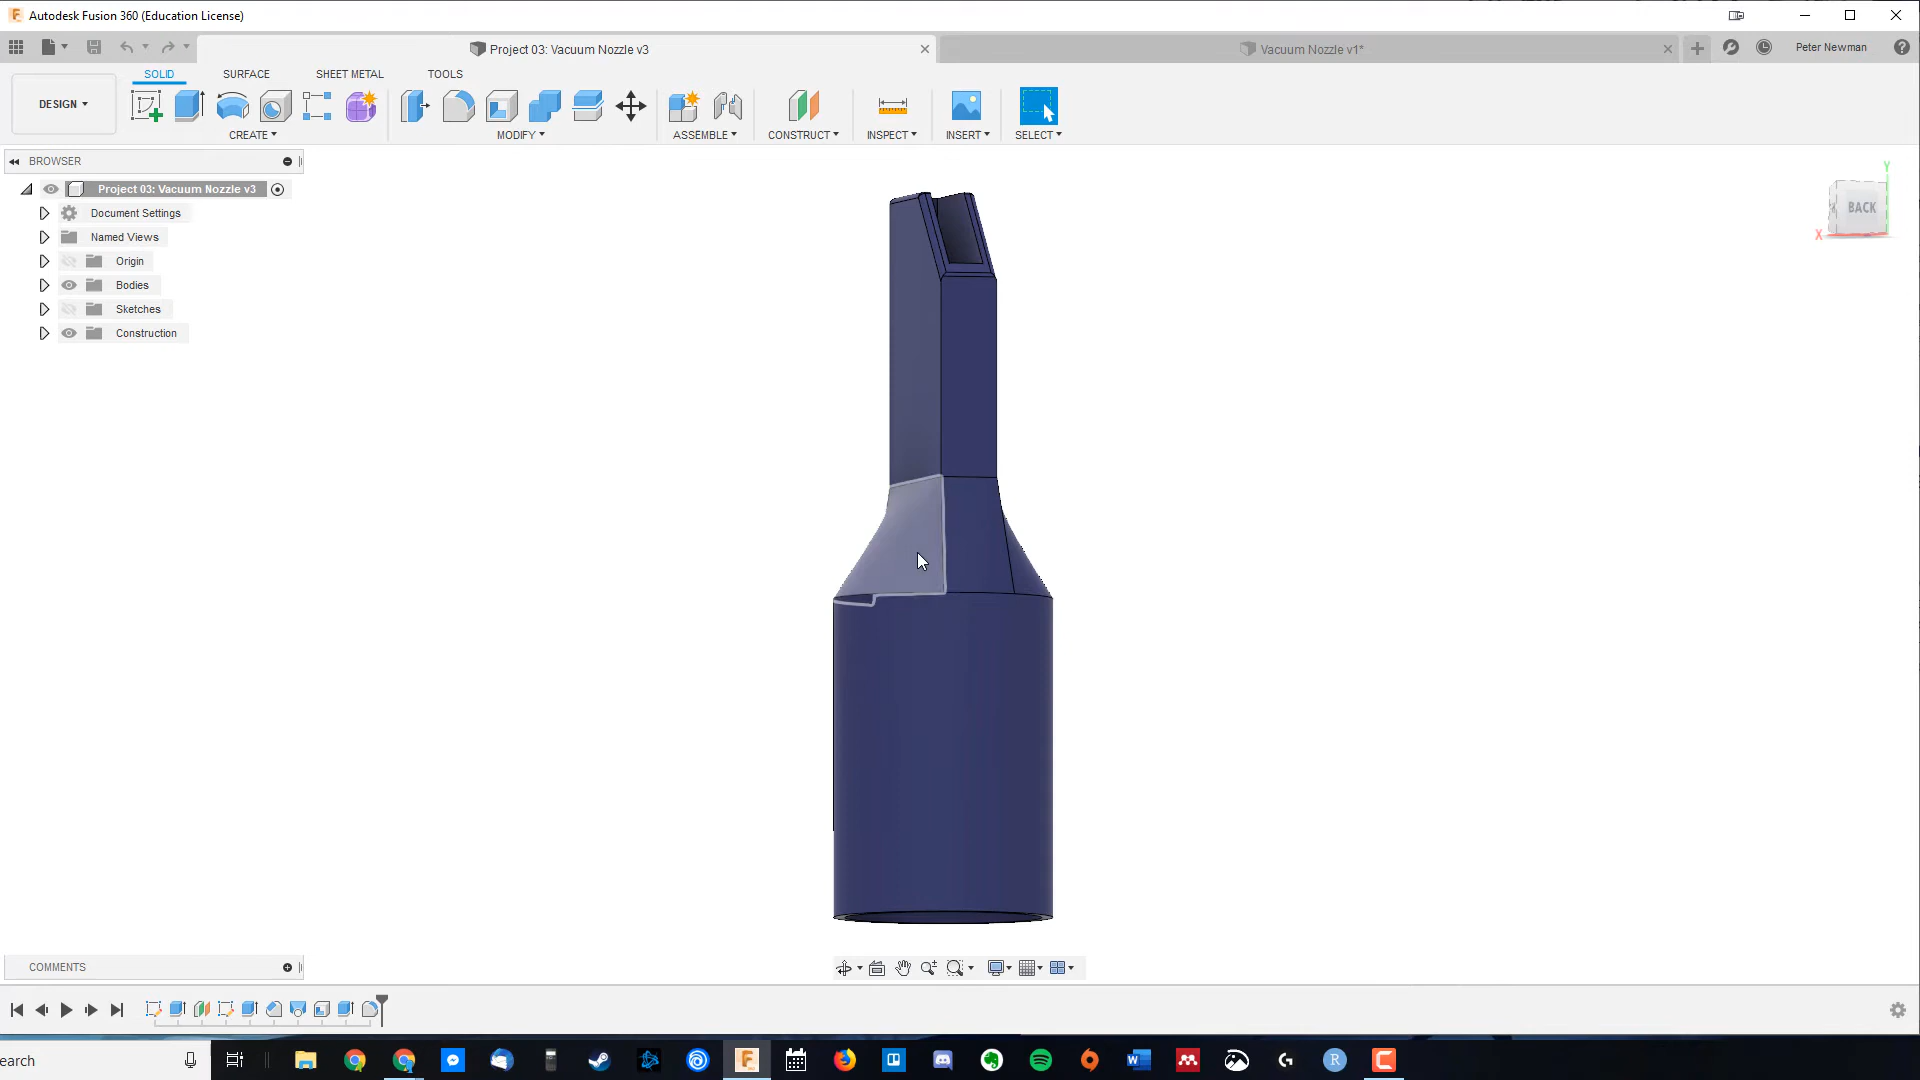 Autodesk Fusion 360 (Education License)
Project 03: Vacuum Nozzle v3
Vacuum Nozzle v1*
Peter Newman
SOLID
SURFACE
SHEET METAL
TOOLS
DESIGN
CREATE
MODIFY
ASSEMBLE
CONSTRUCT
INSPECT
INSERT
SELECT
BROWSER
Project 03: Vacuum Nozzle v3
Document Settings
Named Views
Origin
Bodies
Sketches
Construction
Y
BACK
X
COMMENTS
earch